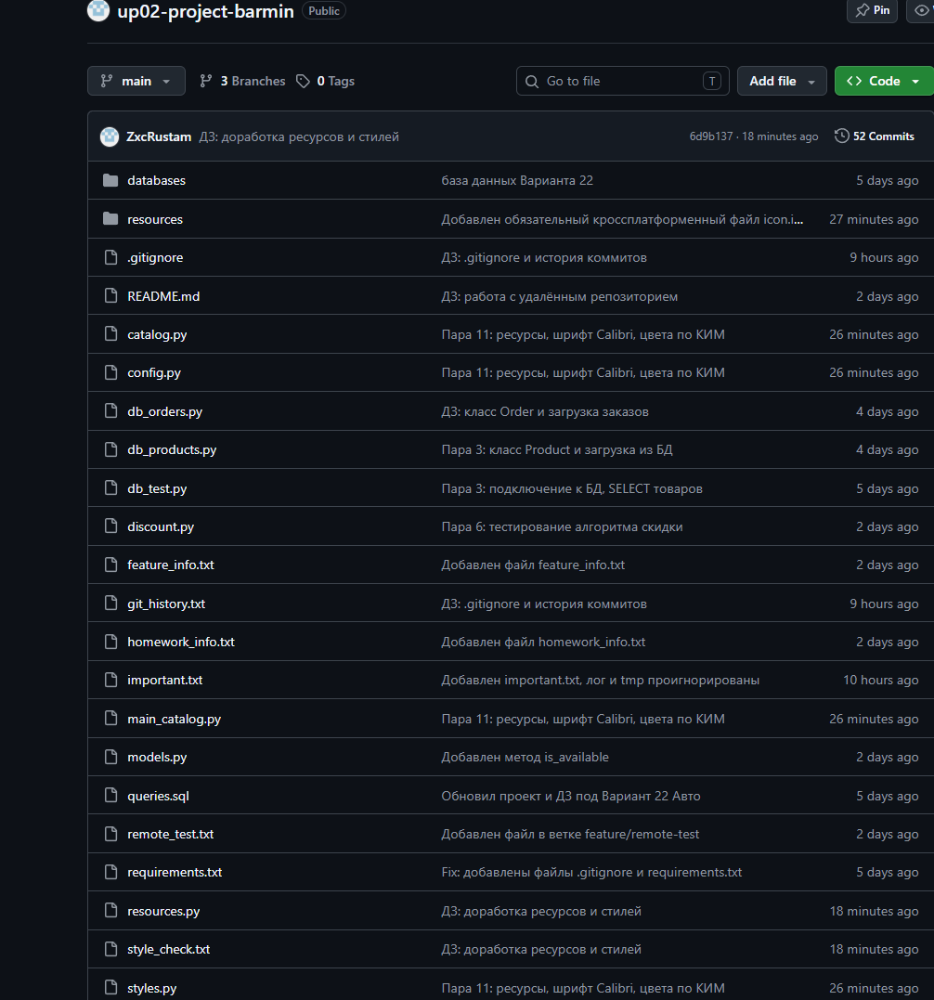 up02-project-barmin Public Pin
main 3 Branches 0 Tags Go to file T Add file Code
ZxcRustam ДЗ: доработка ресурсов и стилей 6d9b137 · 18 minutes ago 52 Commits
databases база данных Варианта 22 5 days ago
resources Добавлен обязательный кроссплатформенный файл icon.i... 27 minutes ago
.gitignore ДЗ: .gitignore и история коммитов 9 hours ago
README.md ДЗ: работа с удалённым репозиторием 2 days ago
catalog.py Пара 11: ресурсы, шрифт Calibri, цвета по КИМ 26 minutes ago
config.py Пара 11: ресурсы, шрифт Calibri, цвета по КИМ 26 minutes ago
db_orders.py ДЗ: класс Order и загрузка заказов 4 days ago
db_products.py Пара 3: класс Product и загрузка из БД 4 days ago
db_test.py Пара 3: подключение к БД, SELECT товаров 5 days ago
discount.py Пара 6: тестирование алгоритма скидки 2 days ago
feature_info.txt Добавлен файл feature_info.txt 2 days ago
git_history.txt ДЗ: .gitignore и история коммитов 9 hours ago
homework_info.txt Добавлен файл homework_info.txt 2 days ago
important.txt Добавлен important.txt, лог и tmp проигнорированы 10 hours ago
main_catalog.py Пара 11: ресурсы, шрифт Calibri, цвета по КИМ 26 minutes ago
models.py Добавлен метод is_available 2 days ago
queries.sql Обновил проект и ДЗ под Вариант 22 Авто 5 days ago
remote_test.txt Добавлен файл в ветке feature/remote-test 2 days ago
requirements.txt Fix: добавлены файлы .gitignore и requirements.txt 5 days ago
resources.py ДЗ: доработка ресурсов и стилей 18 minutes ago
style_check.txt ДЗ: доработка ресурсов и стилей 18 minutes ago
styles.py Пара 11: ресурсы, шрифт Calibri, цвета по КИМ 26 minutes ago